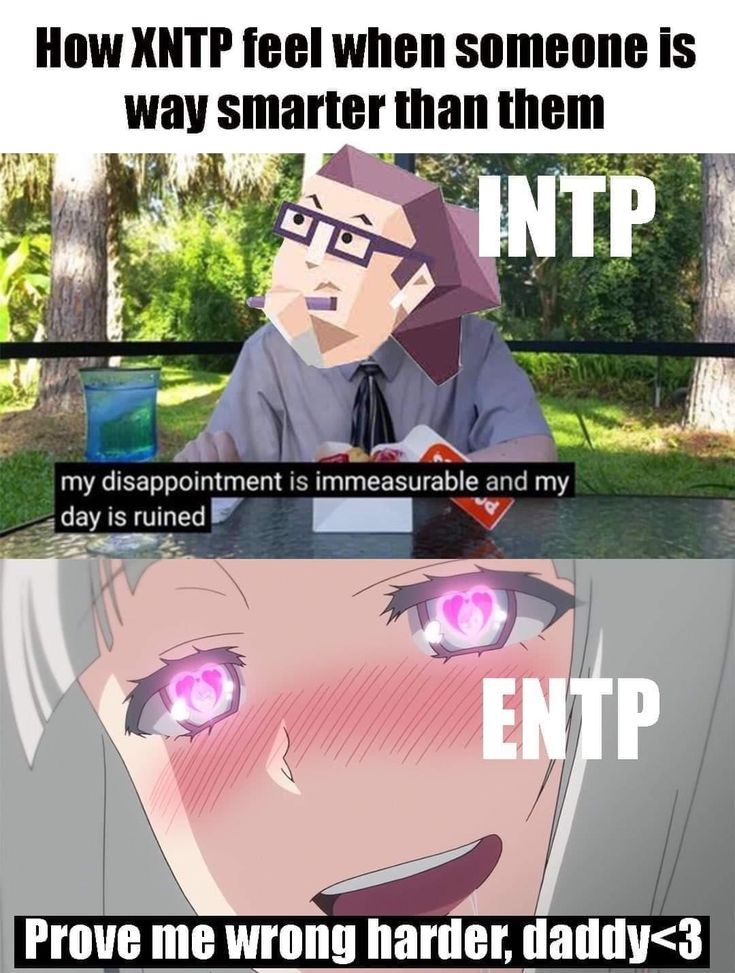 How XNTP feel when someone is
way smarter than them
INTP
my disappointment is immeasurable and my
day is ruined
ENTP
Prove me wrong harder, daddy<3